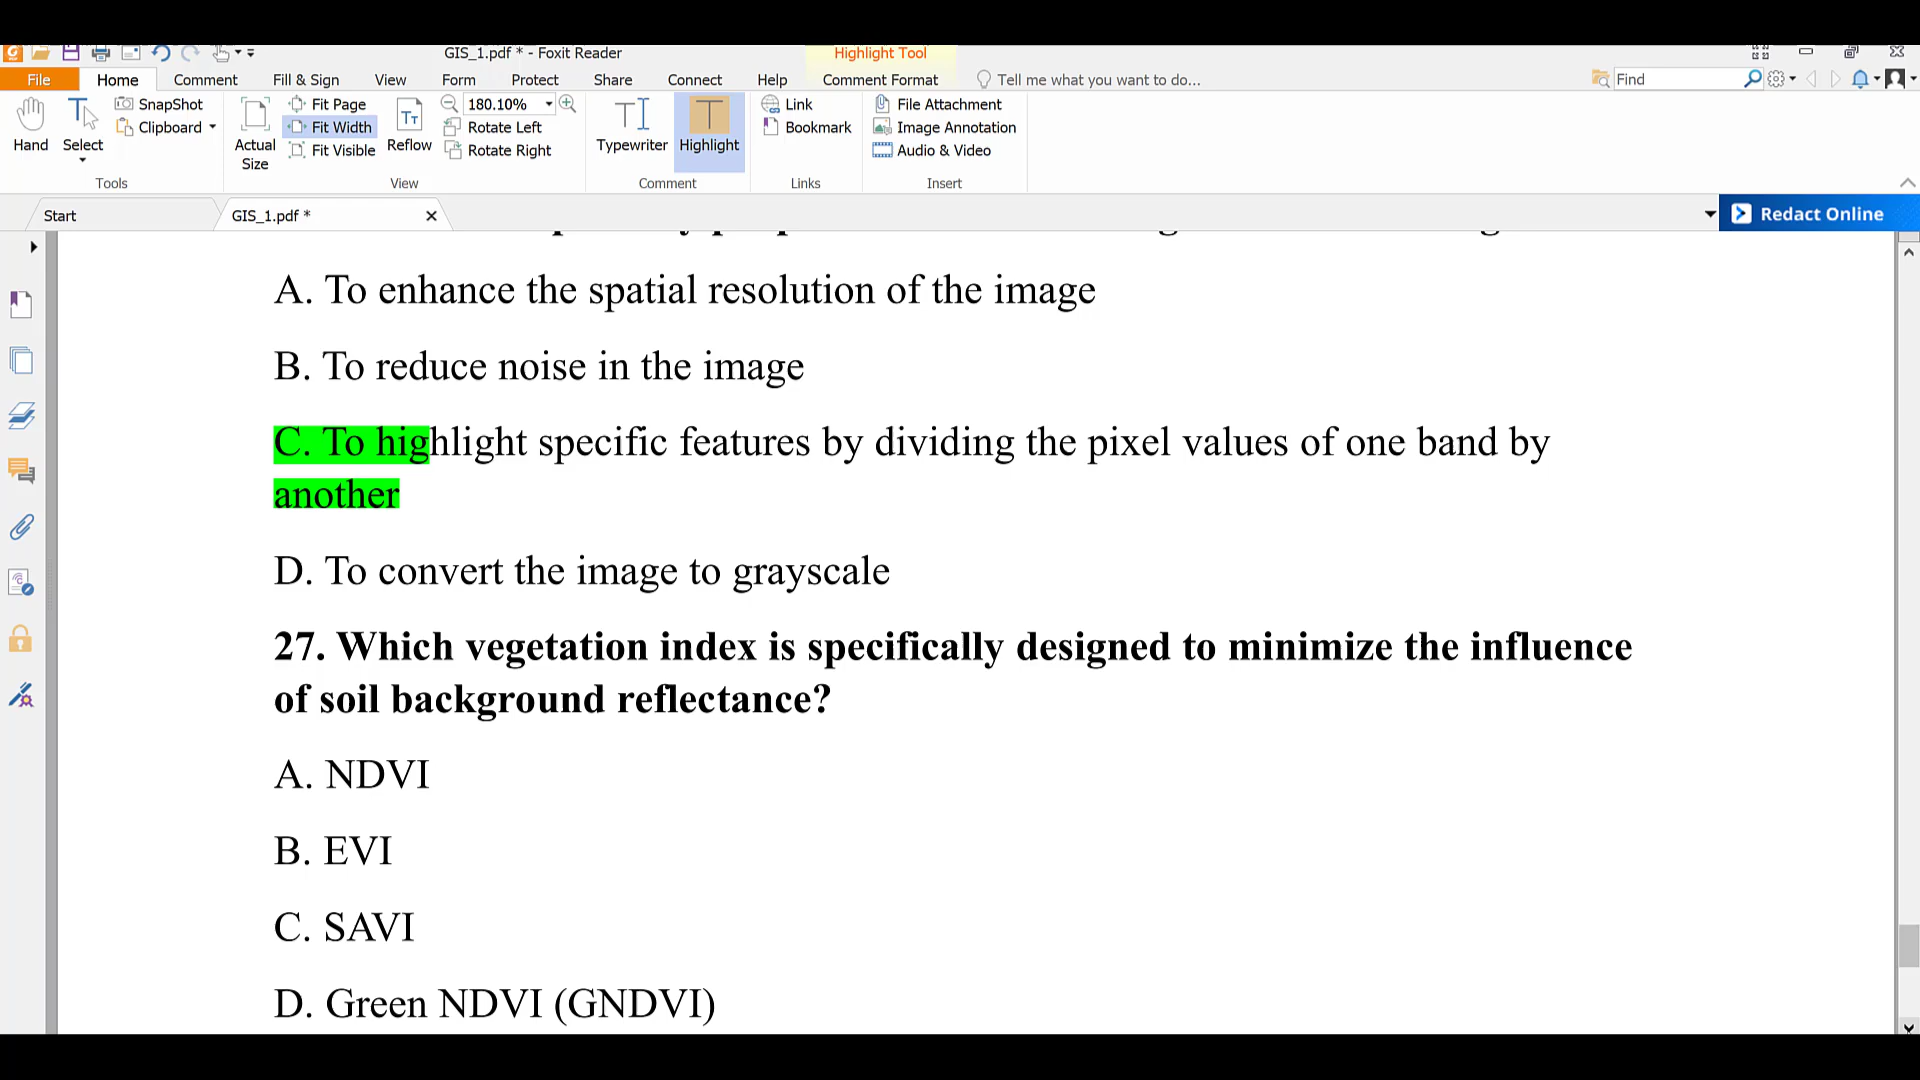 GIS_1.pdf * - Foxit Reader
Highlight Tool
File Home Comment Fill & Sign View Form Protect Share Connect Help Comment Format Tell me what you want to do... Find
Hand
Select
SnapShot
Clipboard
Tools
Actual Size
Fit Page
Fit Width
Fit Visible
Reflow
180.10%
Rotate Left
Rotate Right
View
Typewriter
Highlight
Comment
Link
Bookmark
Links
File Attachment
Image Annotation
Audio & Video
Insert
Start
GIS_1.pdf *
Redact Online
A. To enhance the spatial resolution of the image
B. To reduce noise in the image
C. To highlight specific features by dividing the pixel values of one band by
another
D. To convert the image to grayscale
27. Which vegetation index is specifically designed to minimize the influence
of soil background reflectance?
A. NDVI
B. EVI
C. SAVI
D. Green NDVI (GNDVI)